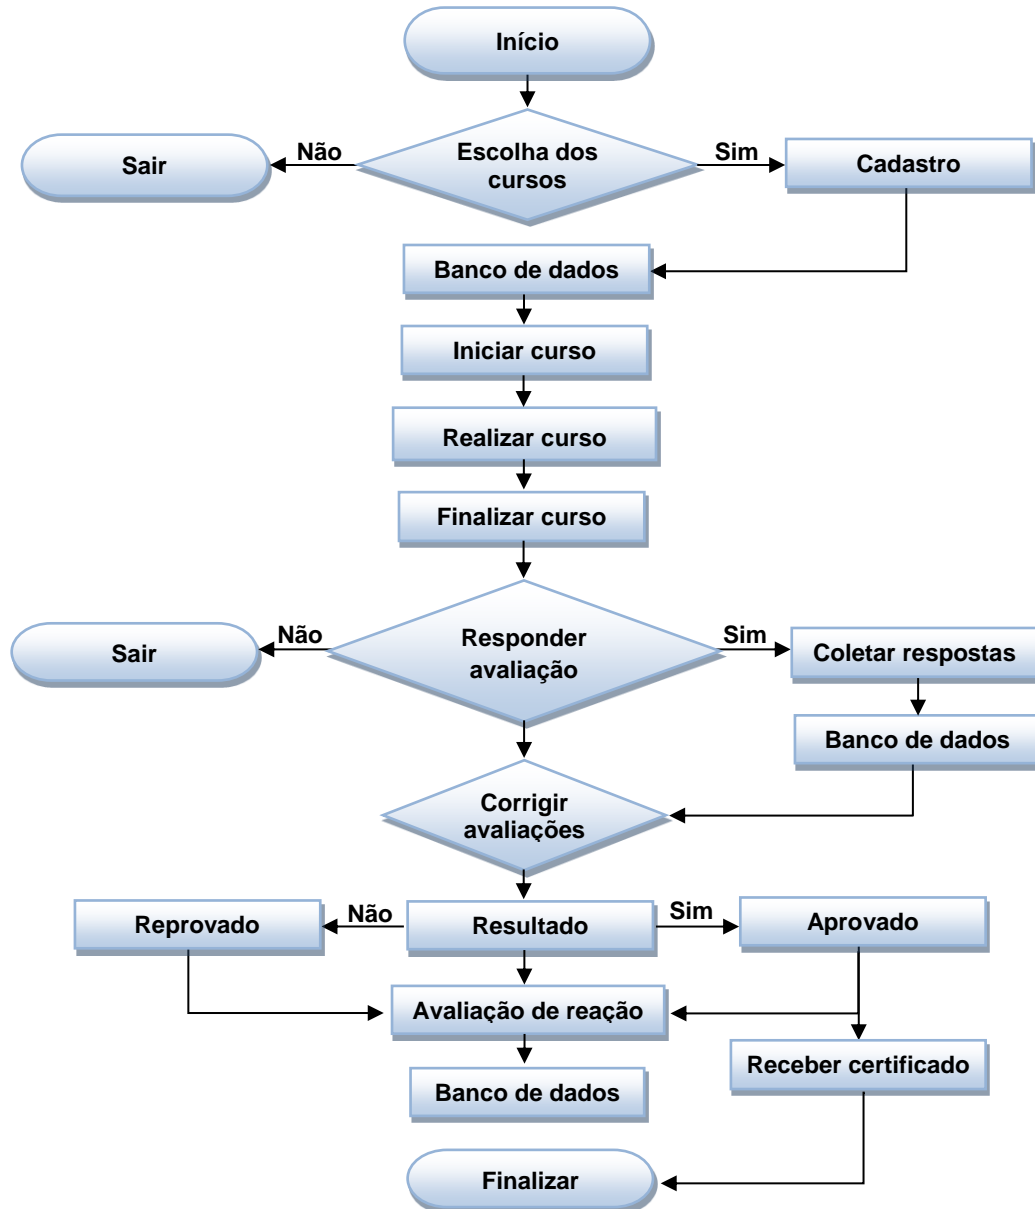 Início
Não
Sim
Sair
Escolha dos
cursos
Cadastro
Banco de dados
Iniciar curso
Realizar curso
Finalizar curso
Não
Sim
Sair
Responder
avaliação
Coletar respostas
Banco de dados
Corrigir
avaliações
Não
Sim
Reprovado
Resultado
Aprovado
Avaliação de reação
Receber certificado
Banco de dados
Finalizar